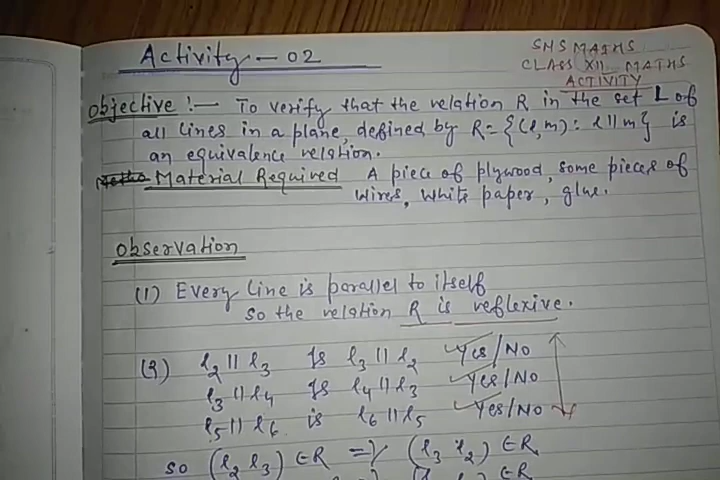 Activity - 02
SNS MATHS
CLASS XII MATHS
ACTIVITY
Objective :- To verify that the relation R in the set L of
all lines in a plane, defined by R = {(l, m) : l || m} is
an equivalence relation.
Material Required A piece of plywood, some pieces of
wires, white paper, glue.
Observation
(1) Every line is parallel to itself
so the relation R is reflexive.
(2) l₂ || l₃ Is l₃ || l₂ Yes/No
l₃ || l₄ Is l₄ || l₃ Yes/No
l₅ || l₆ is l₆ || l₅ Yes/No
so (l₂ l₃) ∈ R => (l₃ l₂) ∈ R
∈ R